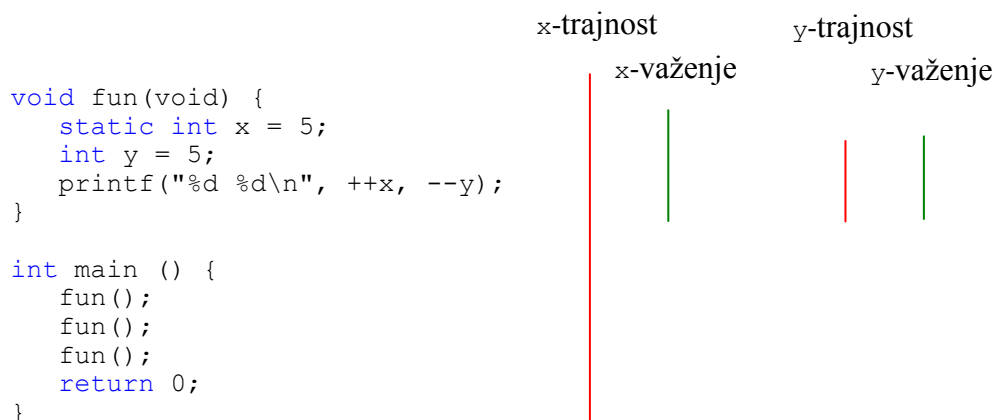 x-trajnost y-trajnost
x-važenje y-važenje
void fun(void) {
   static int x = 5;
   int y = 5;
   printf("%d %d\n", ++x, --y);
}
int main () {
   fun();
   fun();
   fun();
   return 0;
}